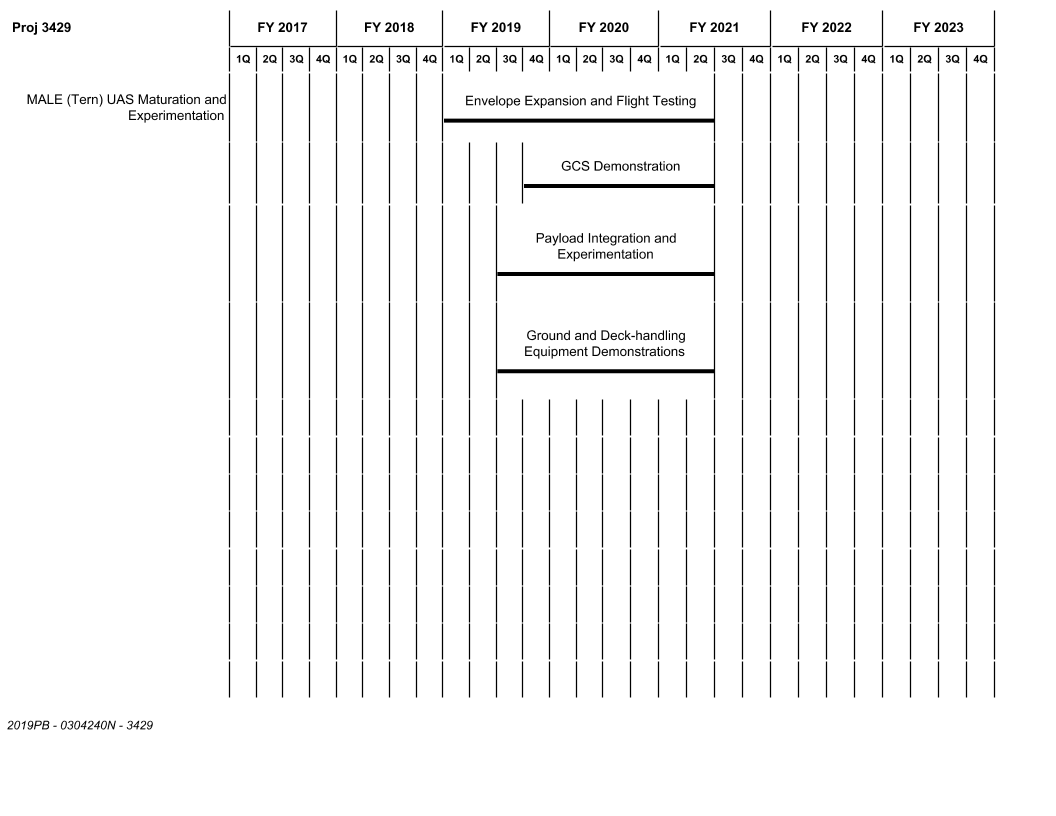 Proj 3429 FY 2017 FY 2018 FY 2019 FY 2020 FY 2021 FY 2022 FY 2023
1Q 2Q 3Q 4Q 1Q 2Q 3Q 4Q 1Q 2Q 3Q 4Q 1Q 2Q 3Q 4Q 1Q 2Q 3Q 4Q 1Q 2Q 3Q 4Q 1Q 2Q 3Q 4Q
MALE (Tern) UAS Maturation and
Experimentation
Envelope Expansion and Flight Testing
GCS Demonstration
Payload Integration and
Experimentation
Ground and Deck-handling
Equipment Demonstrations
2019PB - 0304240N - 3429